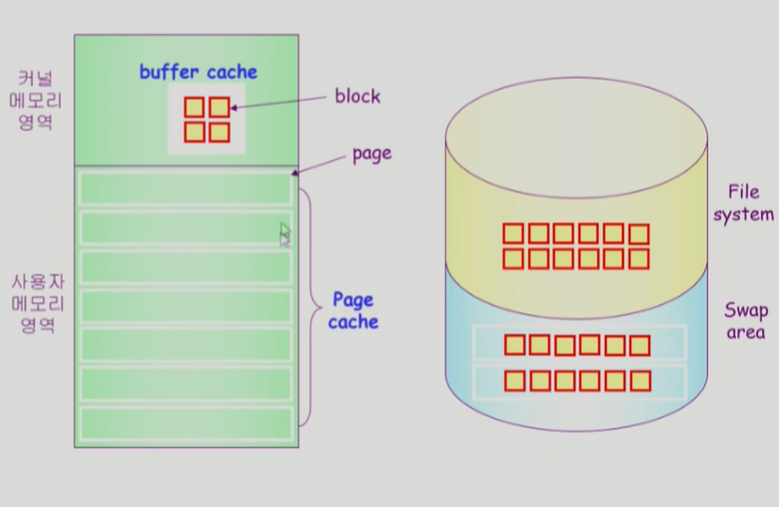 커널
메모리
영역
buffer cache
block
page
사용자
메모리
영역
Page
cache
File
system
Swap
area